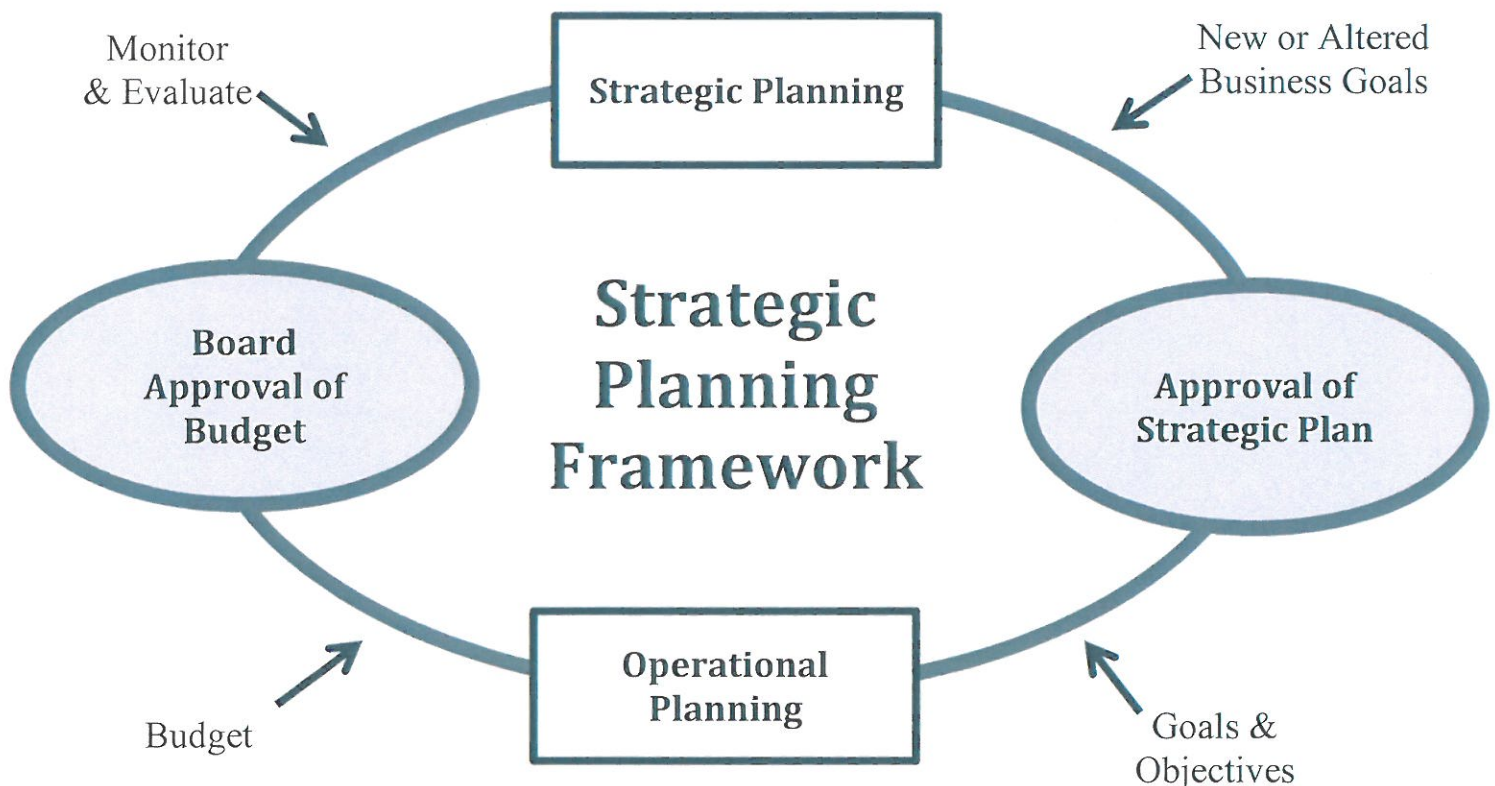 Monitor
& Evaluate
Strategic Planning
New or Altered
Business Goals
Board
Approval of
Budget
Strategic
Planning
Framework
Approval of
Strategic Plan
Budget
Operational
Planning
Goals &
Objectives